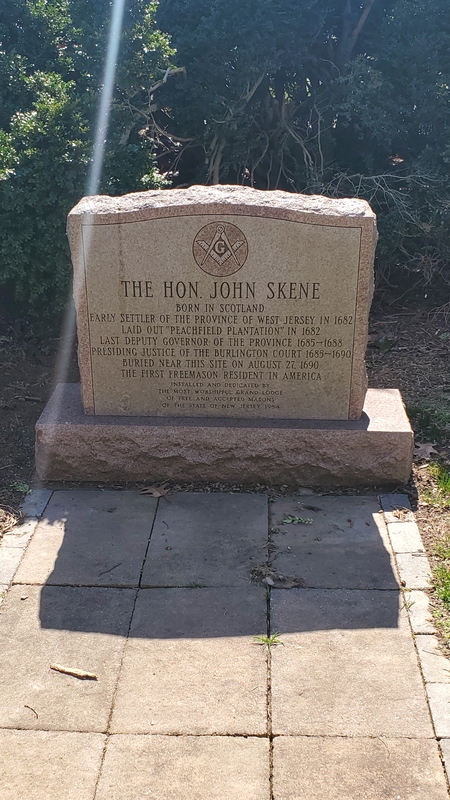 G
THE HON. JOHN SKENE
BORN IN SCOTLAND
EARLY SETTLER OF THE PROVINCE OF WEST JERSEY IN 1682
LAID OUT "PEACHFIELD PLANTATION" IN 1682
LAST DEPUTY GOVERNOR OF THE PROVINCE 1685-1688
PRESIDING JUSTICE OF THE BURLINGTON COURT 1689-1690
BURIED NEAR THIS SITE ON AUGUST 27, 1690
THE FIRST FREEMASON RESIDENT IN AMERICA
INSTALLED AND DEDICATED BY
THE MOST WORSHIPFUL GRAND LODGE
OF FREE AND ACCEPTED MASONS
OF THE STATE OF NEW JERSEY